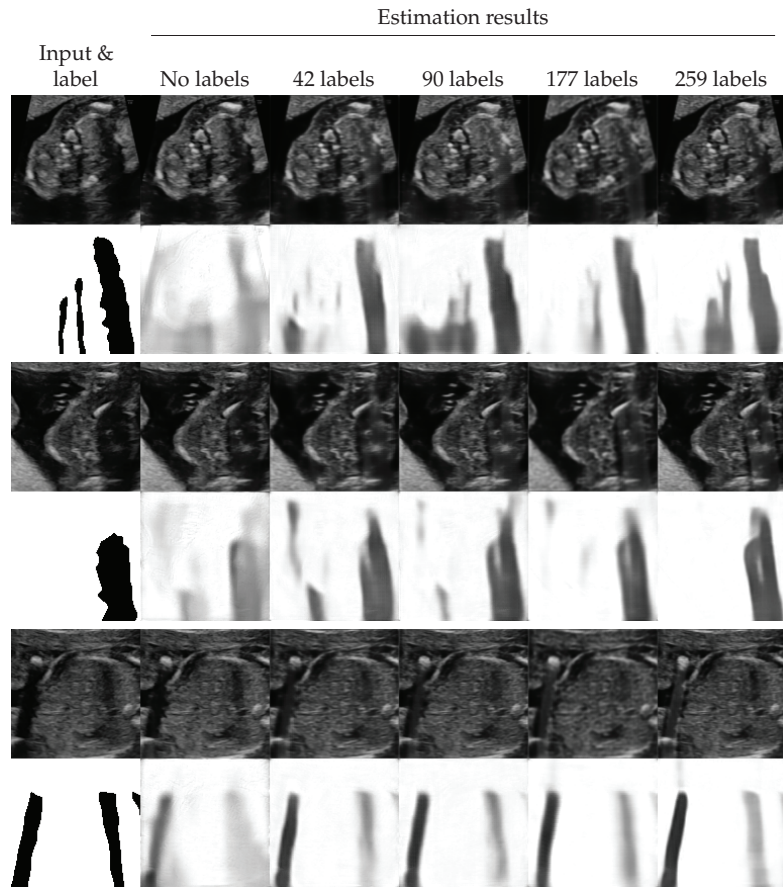 Estimation results
Input &
label
No labels
42 labels
90 labels
177 labels
259 labels